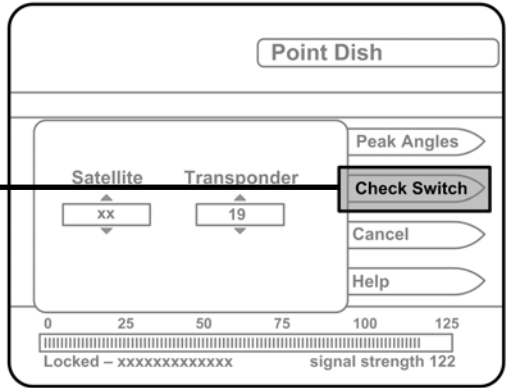 Point Dish
Peak Angles
Satellite Transponder
Check Switch
xx 19
Cancel
Help
0 25 50 75 100 125
Locked – xxxxxxxxxxxxx signal strength 122